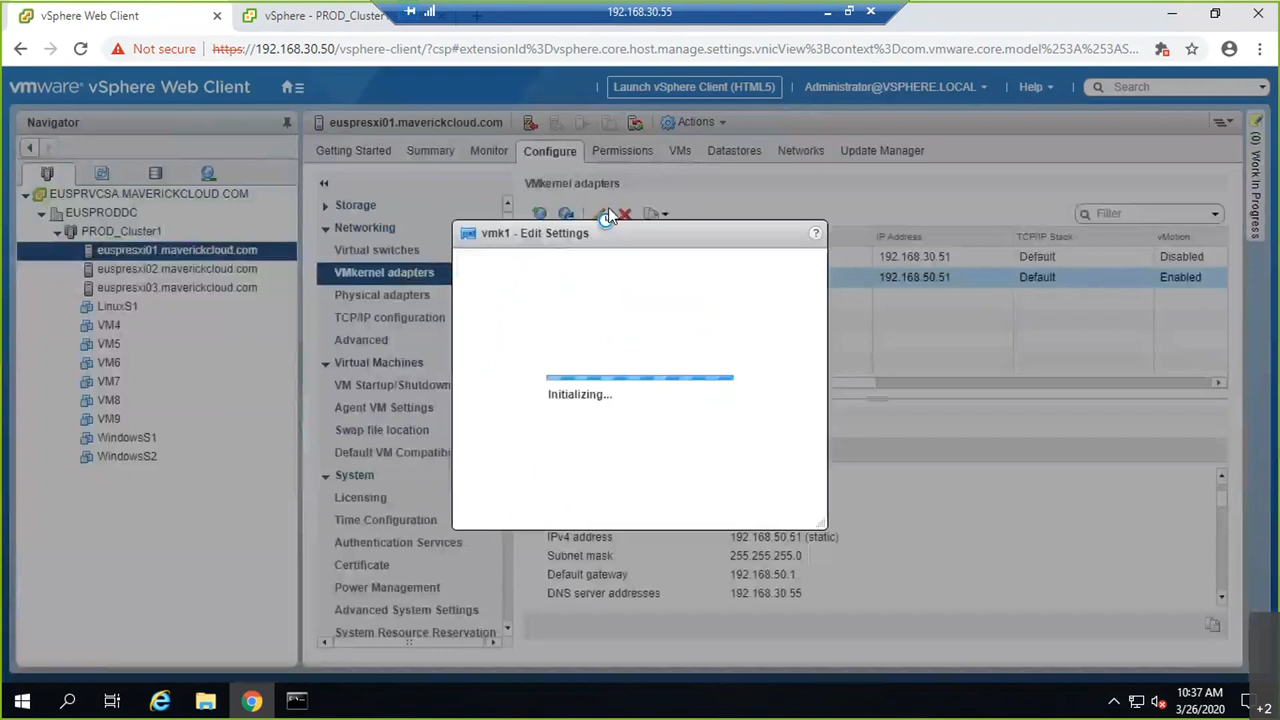 vSphere Web Client
vSphere - PROD_Cluster
192.168.30.55
Not secure
https://192.168.30.50/vsphere-client/?csp#extensionId%3Dvsphere.core.host.manage.settings.vnicView%3Bcontext%3Dcom.vmware.core.model%253A%253AS...
vmware® vSphere Web Client
Launch vSphere Client (HTML5)
Administrator@VSPHERE.LOCAL
Help
Search
Navigator
euspresxi01.maverickcloud.com
Actions
Getting Started
Summary
Monitor
Configure
Permissions
VMs
Datastores
Networks
Update Manager
(0) Work In Progress
EUSPRVCSA.MAVERICKCLOUD.COM
EUSPRODDC
PROD_Cluster1
euspresxi01.maverickcloud.com
euspresxi02.maverickcloud.com
euspresxi03.maverickcloud.com
LinuxS1
VM4
VM5
VM6
VM7
VM8
VM9
WindowsS1
WindowsS2
Storage
Networking
Virtual switches
VMkernel adapters
Physical adapters
TCP/IP configuration
Advanced
Virtual Machines
VM Startup/Shutdown
Agent VM Settings
Swap file location
Default VM Compatib
System
Licensing
Time Configuration
Authentication Services
Certificate
Power Management
Advanced System Settings
System Resource Reservation
VMkernel adapters
Filter
IP Address
TCP/IP Stack
vMotion
192.168.30.51
Default
Disabled
192.168.50.51
Default
Enabled
vmk1 - Edit Settings
?
Initializing...
IPv4 address
192.168.50.51 (static)
Subnet mask
255.255.255.0
Default gateway
192.168.50.1
DNS server addresses
192.168.30.55
10:37 AM
3/26/2020
+2